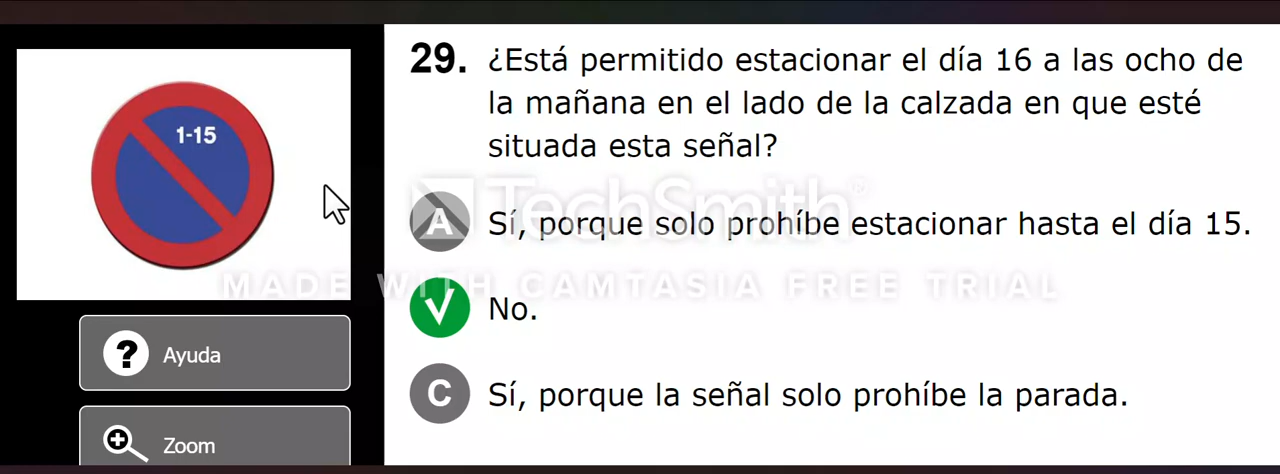 1-15
29. ¿Está permitido estacionar el día 16 a las ocho de
la mañana en el lado de la calzada en que esté
situada esta señal?
TechSmith®
A Sí, porque solo prohíbe estacionar hasta el día 15.
MADE WITH CAMTASIA FREE TRIAL
No.
C Sí, porque la señal solo prohíbe la parada.
? Ayuda
Zoom